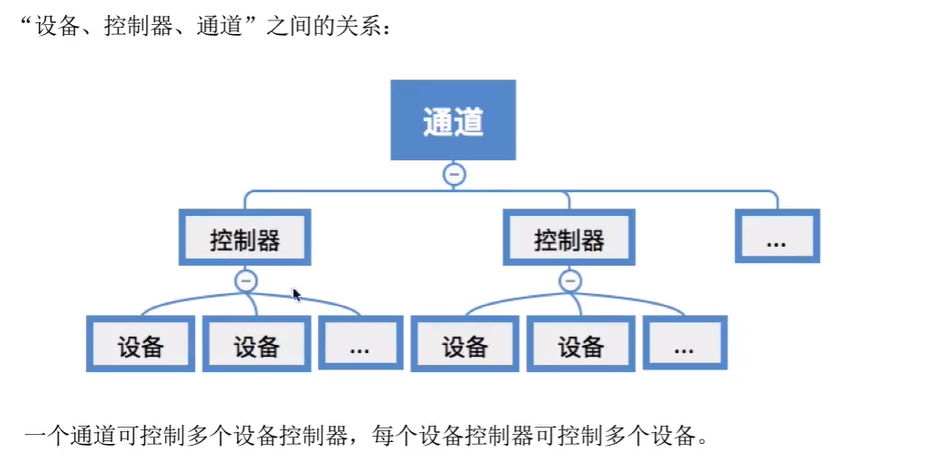 “设备、控制器、通道”之间的关系：
通道
控制器 控制器 ...
设备 设备 ... 设备 设备 ...
一个通道可控制多个设备控制器，每个设备控制器可控制多个设备。